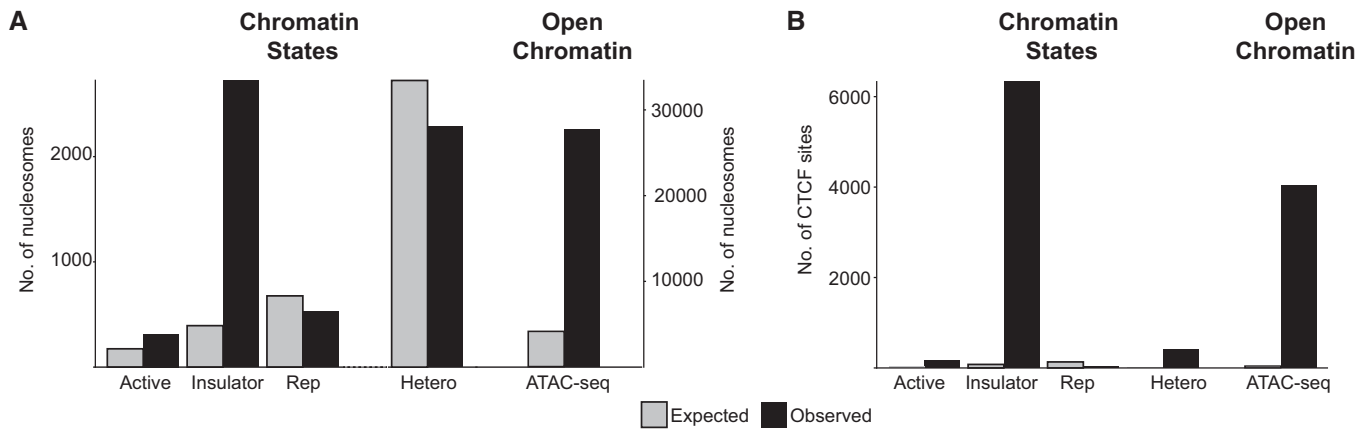 A
Chromatin
States
Open
Chromatin
No. of nucleosomes
2000
1000
30000
20000
10000
No. of nucleosomes
Active
Insulator
Rep
Hetero
ATAC-seq
B
Chromatin
States
Open
Chromatin
No. of CTCF sites
6000
4000
2000
Active
Insulator
Rep
Hetero
ATAC-seq
Expected
Observed